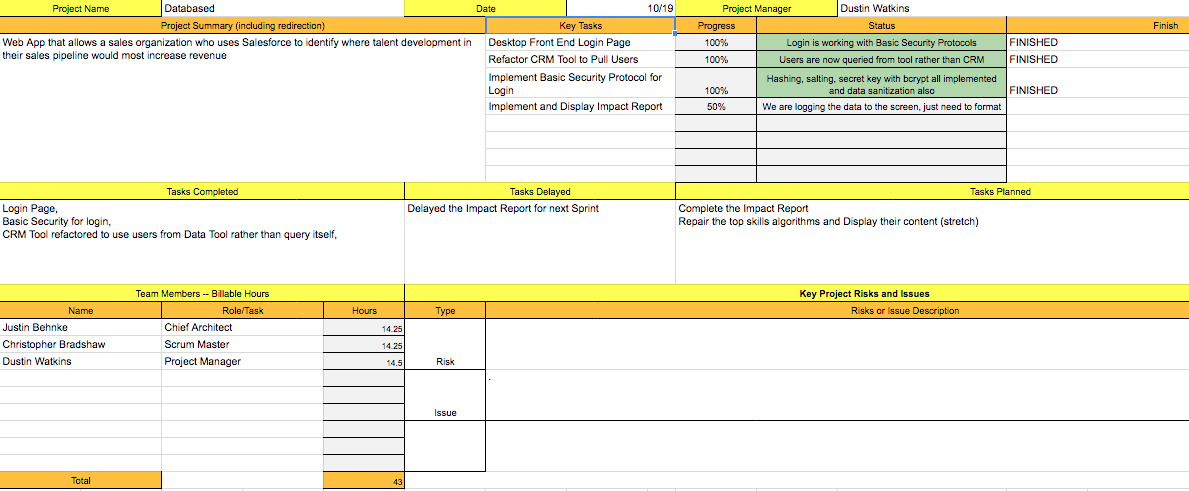 Project Name Databased Date 10/19 Project Manager Dustin Watkins
Project Summary (including redirection) Key Tasks Progress Status Finish
Web App that allows a sales organization who uses Salesforce to identify where talent development in
their sales pipeline would most increase revenue
Desktop Front End Login Page 100% Login is working with Basic Security Protocols FINISHED
Refactor CRM Tool to Pull Users 100% Users are now queried from tool rather than CRM FINISHED
Implement Basic Security Protocol for
Login 100% Hashing, salting, secret key with bcrypt all implemented
and data sanitization also FINISHED
Implement and Display Impact Report 50% We are logging the data to the screen, just need to format
Tasks Completed Tasks Delayed Tasks Planned
Login Page,
Basic Security for login,
CRM Tool refactored to use users from Data Tool rather than query itself,
Delayed the Impact Report for next Sprint
Complete the Impact Report
Repair the top skills algorithms and Display their content (stretch)
Team Members -- Billable Hours Key Project Risks and Issues
Name Role/Task Hours Type Risks or Issue Description
Justin Behnke Chief Architect 14.25
Christopher Bradshaw Scrum Master 14.25
Dustin Watkins Project Manager 14.5 Risk
.
Issue
Total 43